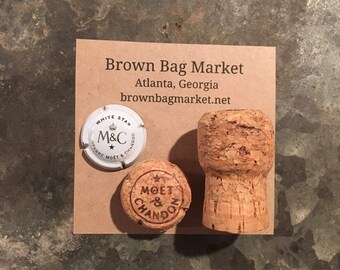 Brown Bag Market
Atlanta, Georgia
brownbagmarket.net
WHITE STAR
M&C
MOËT & CHANDON
MOËT
&
CHANDON